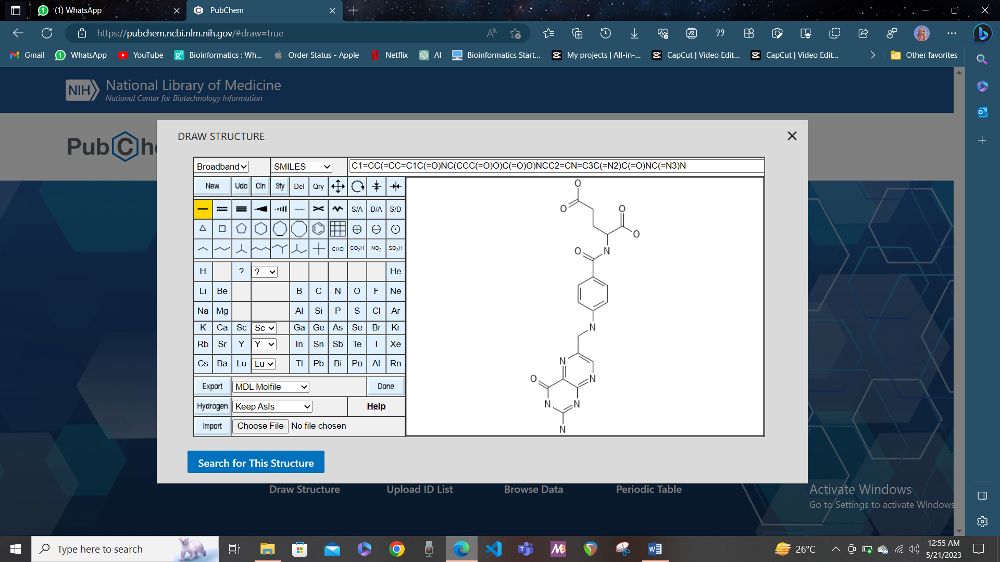 (1) WhatsApp
PubChem
https://pubchem.ncbi.nlm.nih.gov/#draw=true
Gmail
WhatsApp
YouTube
Bioinformatics : Wh...
Order Status - Apple
Netflix
AI
Bioinformatics Start...
My projects | All-in-...
CapCut | Video Edit...
CapCut | Video Edit...
Other favorites
NIH
National Library of Medicine
National Center for Biotechnology Information
PubChe
DRAW STRUCTURE
Broadband
SMILES
C1=CC(=CC=C1C(=O)NC(CCC(=O)O)C(=O)O)NCC2=CN=C3C(=N2)C(=O)NC(=N3)N
New Udo Cln Sfy Del Qry
S/A D/A S/D
CHO CO2H NO2 SO3H
H ? ? He
Li Be B C N O F Ne
Na Mg Al Si P S Cl Ar
K Ca Sc Sc Ga Ge As Se Br Kr
Rb Sr Y Y In Sn Sb Te I Xe
Cs Ba Lu Lu Tl Pb Bi Po At Rn
Export MDL Molfile Done
Hydrogen Keep AsIs Help
Import Choose File No file chosen
O
O
O
O
O
N
N
N
O
N
N
N
N
Search for This Structure
Draw Structure
Upload ID List
Browse Data
Periodic Table
Activate Windows
Go to Settings to activate Windows.
Type here to search
26°C
12:55 AM
5/21/2023